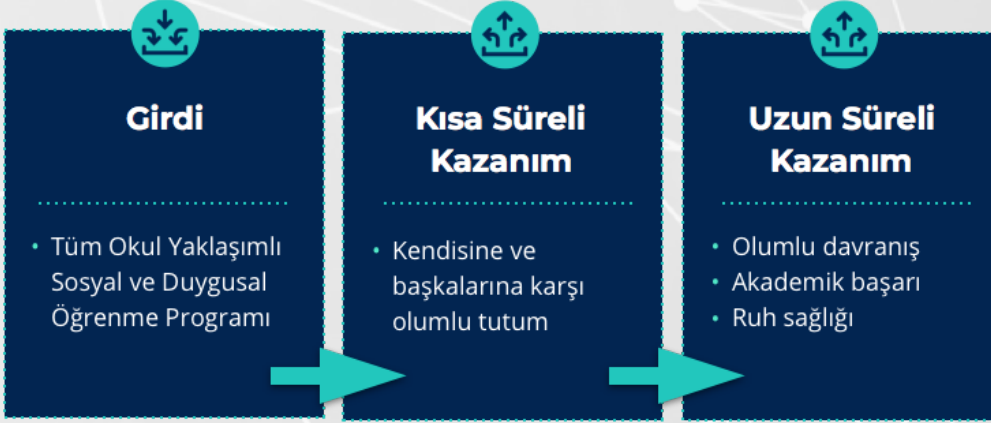 Girdi
• Tüm Okul Yaklaşımlı
Sosyal ve Duygusal
Öğrenme Programı
Kısa Süreli
Kazanım
• Kendisine ve
başkalarına karşı
olumlu tutum
Uzun Süreli
Kazanım
• Olumlu davranış
• Akademik başarı
• Ruh sağlığı